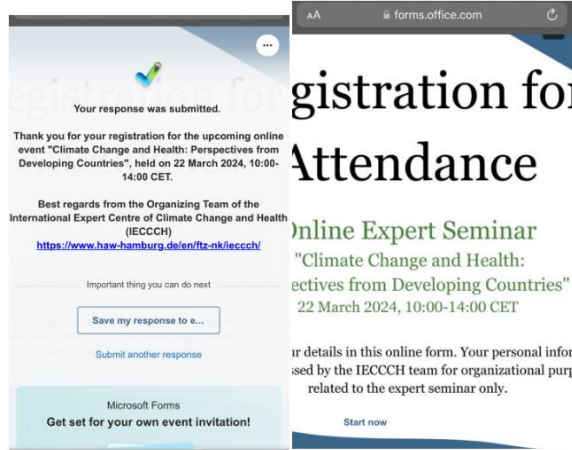 Your response was submitted.
Thank you for your registration for the upcoming online
event "Climate Change and Health: Perspectives from
Developing Countries", held on 22 March 2024, 10:00-
14:00 CET.
Best regards from the Organizing Team of the
International Expert Centre of Climate Change and Health
(IECCCH)
https://www.haw-hamburg.de/en/ftz-nk/ieccch/
Important thing you can do next
Save my response to e...
Submit another response
Microsoft Forms
Get set for your own event invitation!
AA forms.office.com
gistration for
Attendance
Online Expert Seminar
"Climate Change and Health:
ectives from Developing Countries"
22 March 2024, 10:00-14:00 CET
r details in this online form. Your personal infor
ssed by the IECCCH team for organizational purp
related to the expert seminar only.
Start now